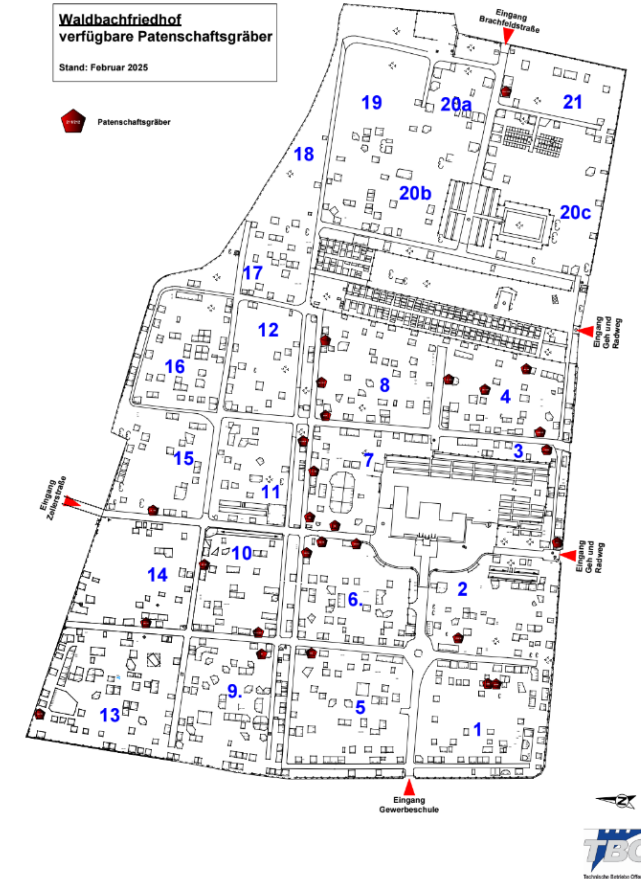 Waldbachfriedhof
verfügbare Patenschaftsgräber
Stand: Februar 2025
Patenschaftsgräber
Eingang
Brachfeldstraße
21
19
20a
18
20b
20c
17
12
Eingang
Geh und
Radweg
16
8
4
15
7
3
11
Eingang
Zellerstraße
10
14
Eingang
Geh und
Radweg
6.
2
13
9.
5
1
Eingang
Gewerbeschule
N
TBO